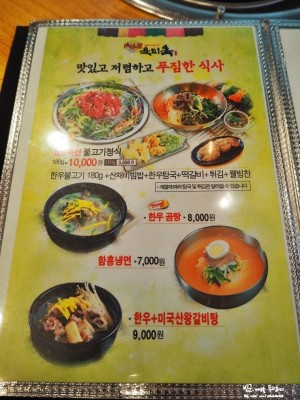 맛있고 저렴하고 푸짐한 식사
불고기정식
180g 10,000원
한우불고기 180g +산채비빔밥+한우탕국+떡갈비+튀김+웰빙찬
한우 곰탕 · 8,000원
함흥냉면 · 7,000원
한우+미국산왕갈비탕
9,000원